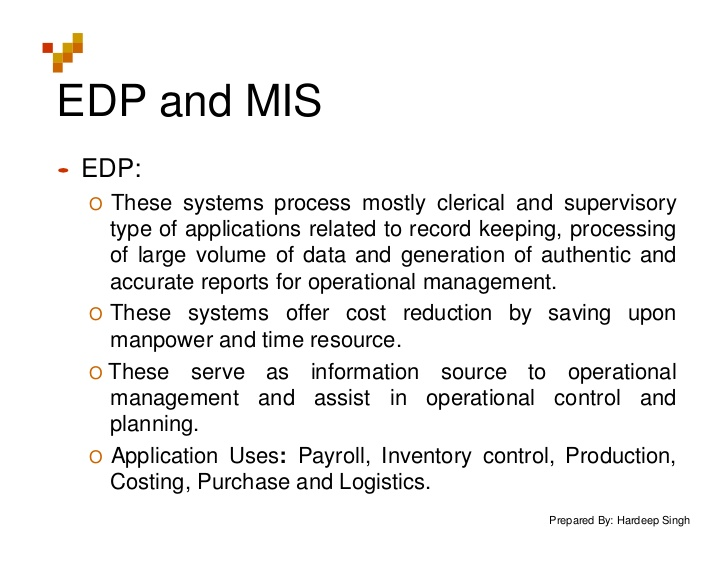 EDP and MIS
- EDP:
o These systems process mostly clerical and supervisory
type of applications related to record keeping, processing
of large volume of data and generation of authentic and
accurate reports for operational management.
o These systems offer cost reduction by saving upon
manpower and time resource.
o These serve as information source to operational
management and assist in operational control and
planning.
o Application Uses: Payroll, Inventory control, Production,
Costing, Purchase and Logistics.
Prepared By: Hardeep Singh